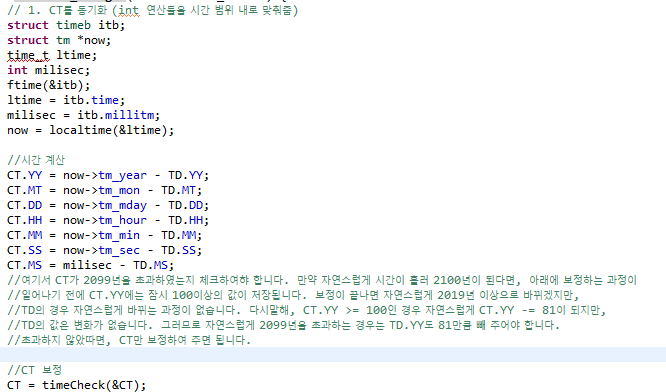 // 1. CT를 동기화 (int 연산들을 시간 범위 내로 맞춰줌)
struct timeb itb;
struct tm *now;
time_t ltime;
int milisec;
ftime(&itb);
ltime = itb.time;
milisec = itb.millitm;
now = localtime(&ltime);
//시간 계산
CT.YY = now->tm_year - TD.YY;
CT.MT = now->tm_mon - TD.MT;
CT.DD = now->tm_mday - TD.DD;
CT.HH = now->tm_hour - TD.HH;
CT.MM = now->tm_min - TD.MM;
CT.SS = now->tm_sec - TD.SS;
CT.MS = milisec - TD.MS;
//여기서 CT가 2099년을 초과하였는지 체크하여햐 합니다. 만약 자연스럽게 시간이 흘러 2100년이 된다면, 아래에 보정하는 과정이
//일어나기 전에 CT.YY에는 잠시 100이상의 값이 저장됩니다. 보정이 끝나면 자연스럽게 2019년 이상으로 바뀌겠지만,
//TD의 경우 자연스럽게 바뀌는 과정이 없습니다. 다시말해, CT.YY >= 100인 경우 자연스럽게 CT.YY -= 81이 되지만,
//TD의 값은 변화가 없습니다. 그러므로 자연스럽게 2099년을 초과하는 경우는 TD.YY도 81만큼 빼 주어야 합니다.
//초과하지 않았따면, CT만 보정하여 주면 됩니다.
//CT 보정
CT = timeCheck(&CT);